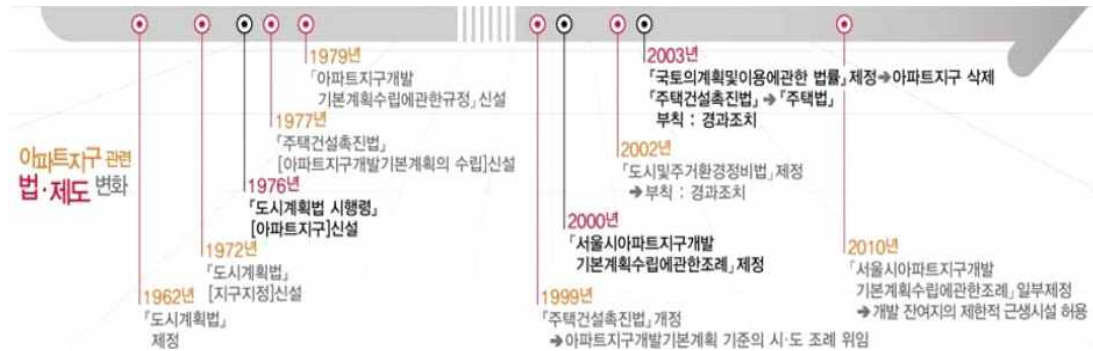 아파트지구 관련
법·제도 변화
1962년
「도시계획법」
제정
1972년
「도시계획법」
[지구지정]신설
1976년
「도시계획법 시행령」
[아파트지구]신설
1977년
「주택건설촉진법」
[아파트지구개발기본계획의 수립]신설
1979년
「아파트지구개발
기본계획수립에관한규정」 신설
1999년
「주택건설촉진법」 개정
➔아파트지구개발기본계획 기준의 시·도 조례 위임
2000년
「서울시아파트지구개발
기본계획수립에관한조례」 제정
2002년
「도시및주거환경정비법」 제정
➔ 부칙 : 경과조치
2003년
「국토의계획및이용에관한 법률」 제정➔아파트지구 삭제
「주택건설촉진법」 ➔ 「주택법」
부칙 : 경과조치
2010년
「서울시아파트지구개발
기본계획수립에관한조례」 일부제정
➔ 개발 잔여지의 제한적 근생시설 허용